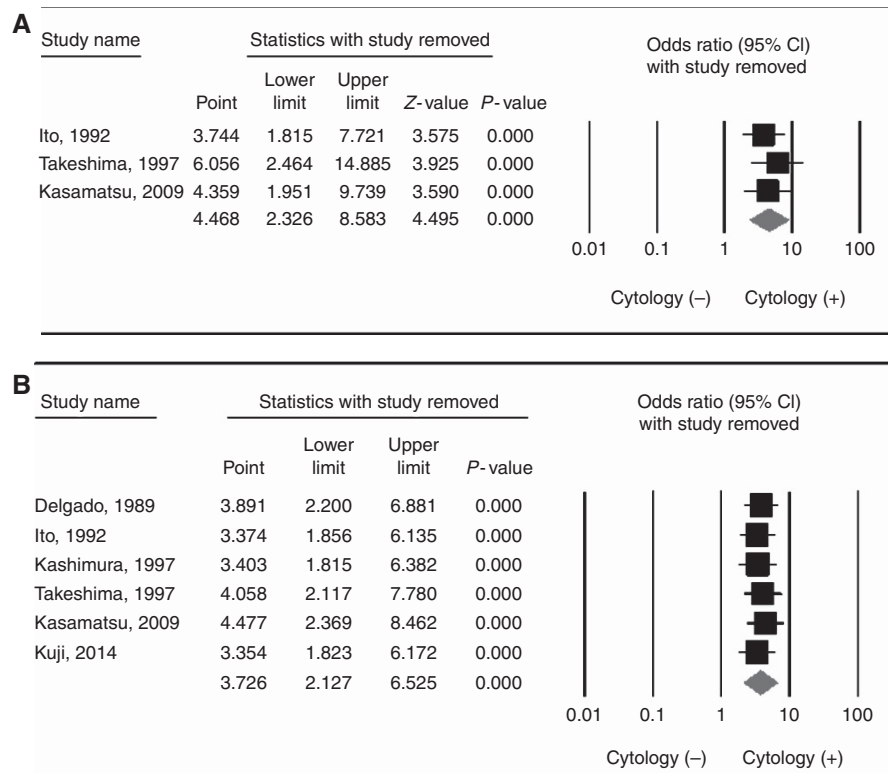 A
Study name Statistics with study removed Odds ratio (95% CI)
with study removed
Lower Upper
Point limit limit Z-value P-value
Ito, 1992 3.744 1.815 7.721 3.575 0.000
Takeshima, 1997 6.056 2.464 14.885 3.925 0.000
Kasamatsu, 2009 4.359 1.951 9.739 3.590 0.000
4.468 2.326 8.583 4.495 0.000
0.01 0.1 1 10 100
Cytology (–) Cytology (+)
B
Study name Statistics with study removed Odds ratio (95% CI)
with study removed
Lower Upper
Point limit limit P-value
Delgado, 1989 3.891 2.200 6.881 0.000
Ito, 1992 3.374 1.856 6.135 0.000
Kashimura, 1997 3.403 1.815 6.382 0.000
Takeshima, 1997 4.058 2.117 7.780 0.000
Kasamatsu, 2009 4.477 2.369 8.462 0.000
Kuji, 2014 3.354 1.823 6.172 0.000
3.726 2.127 6.525 0.000
0.01 0.1 1 10 100
Cytology (–) Cytology (+)